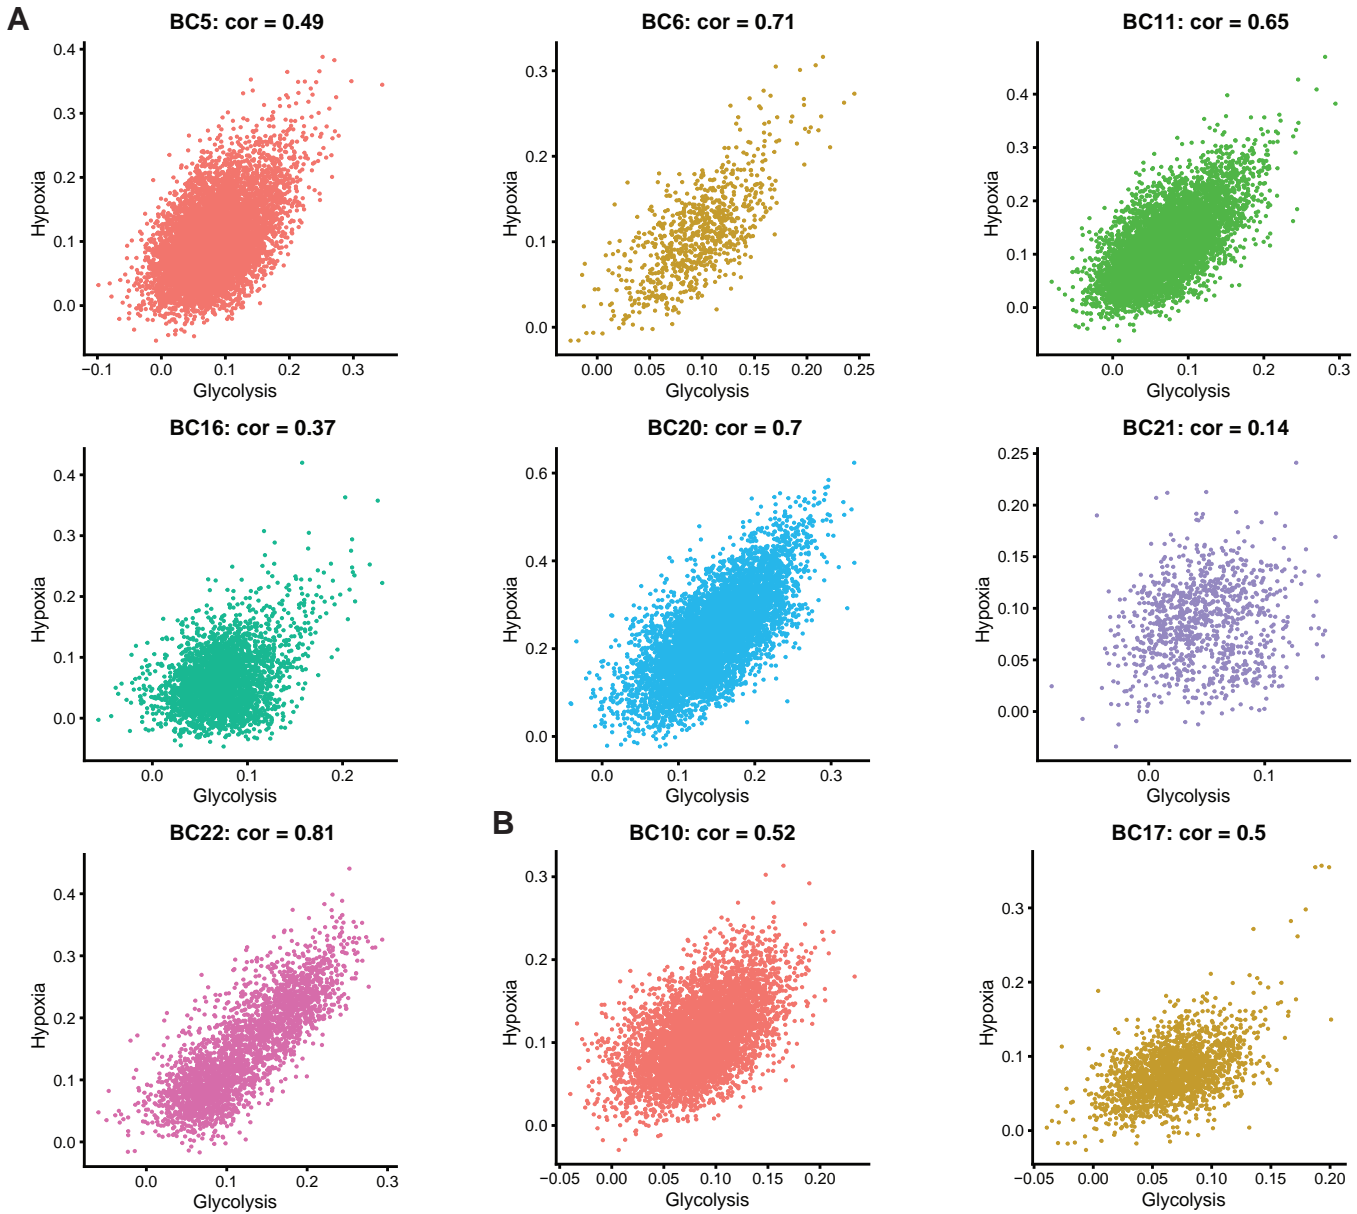 A
BC5: cor = 0.49
0.4
0.3
0.2
0.1
0.0
Hypoxia
−0.1 0.0 0.1 0.2 0.3
Glycolysis
BC6: cor = 0.71
0.3
0.2
0.1
0.0
Hypoxia
0.00 0.05 0.10 0.15 0.20 0.25
Glycolysis
BC11: cor = 0.65
0.4
0.3
0.2
0.1
0.0
Hypoxia
0.0 0.1 0.2 0.3
Glycolysis
BC16: cor = 0.37
0.4
0.3
0.2
0.1
0.0
Hypoxia
0.0 0.1 0.2
Glycolysis
BC20: cor = 0.7
0.6
0.4
0.2
0.0
Hypoxia
0.0 0.1 0.2 0.3
Glycolysis
BC21: cor = 0.14
0.25
0.20
0.15
0.10
0.05
0.00
Hypoxia
0.0 0.1
Glycolysis
BC22: cor = 0.81
0.4
0.3
0.2
0.1
0.0
Hypoxia
0.0 0.1 0.2 0.3
Glycolysis
B
BC10: cor = 0.52
0.3
0.2
0.1
0.0
Hypoxia
−0.05 0.00 0.05 0.10 0.15 0.20
Glycolysis
BC17: cor = 0.5
0.3
0.2
0.1
0.0
Hypoxia
−0.05 0.00 0.05 0.10 0.15 0.20
Glycolysis